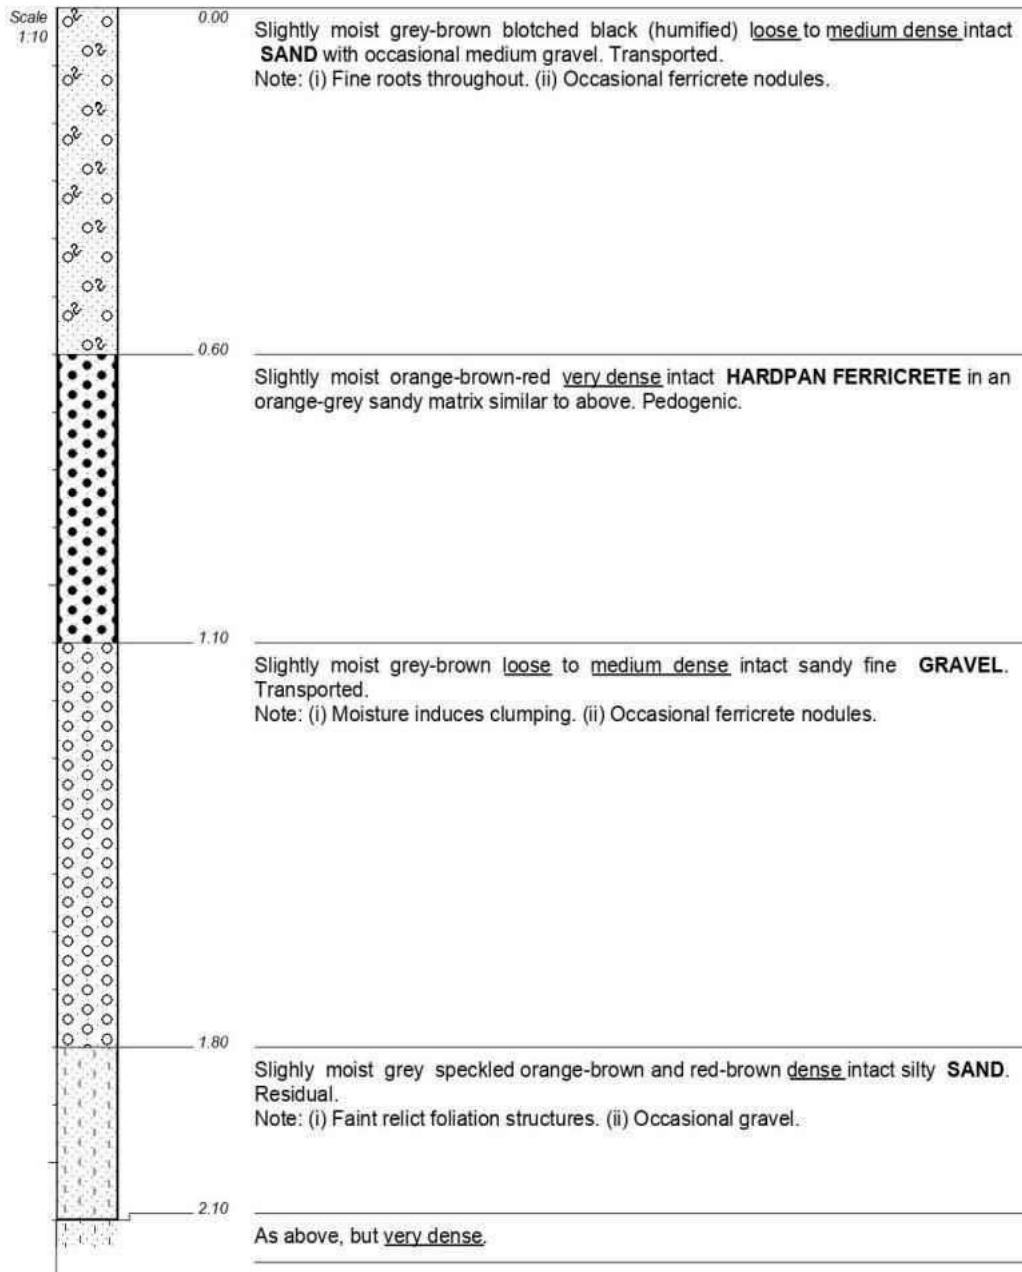 Scale
1:10
0.00
Slightly moist grey-brown blotched black (humified) loose to medium dense intact
SAND with occasional medium gravel. Transported.
Note: (i) Fine roots throughout. (ii) Occasional ferricrete nodules.
0.60
Slightly moist orange-brown-red very dense intact HARDPAN FERRICRETE in an
orange-grey sandy matrix similar to above. Pedogenic.
1.10
Slightly moist grey-brown loose to medium dense intact sandy fine GRAVEL.
Transported.
Note: (i) Moisture induces clumping. (ii) Occasional ferricrete nodules.
1.80
Slighly moist grey speckled orange-brown and red-brown dense intact silty SAND.
Residual.
Note: (i) Faint relict foliation structures. (ii) Occasional gravel.
2.10
As above, but very dense.